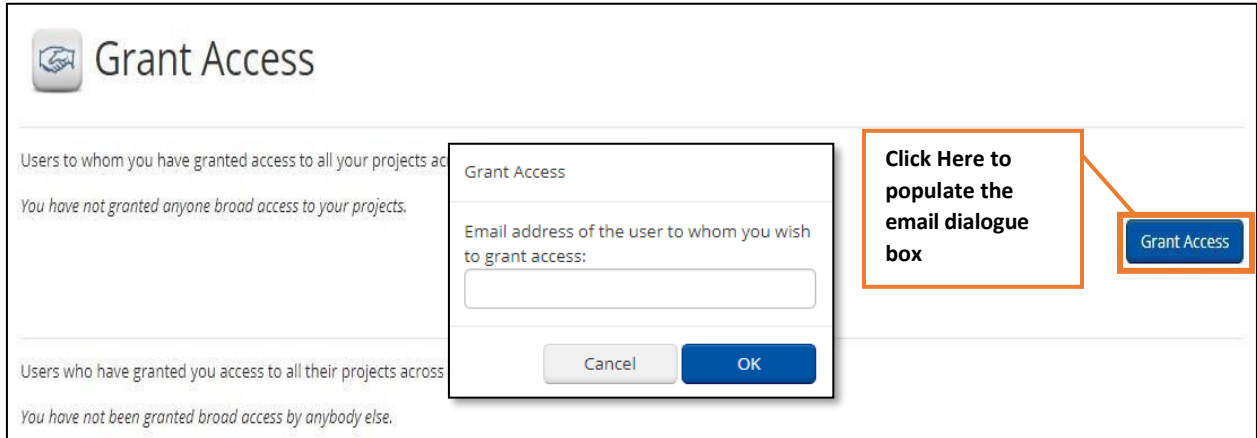 Grant Access
Users to whom you have granted access to all your projects ac
You have not granted anyone broad access to your projects.
Grant Access
Email address of the user to whom you wish
to grant access:
Cancel
OK
Click Here to
populate the
email dialogue
box
Grant Access
Users who have granted you access to all their projects across
You have not been granted broad access by anybody else.